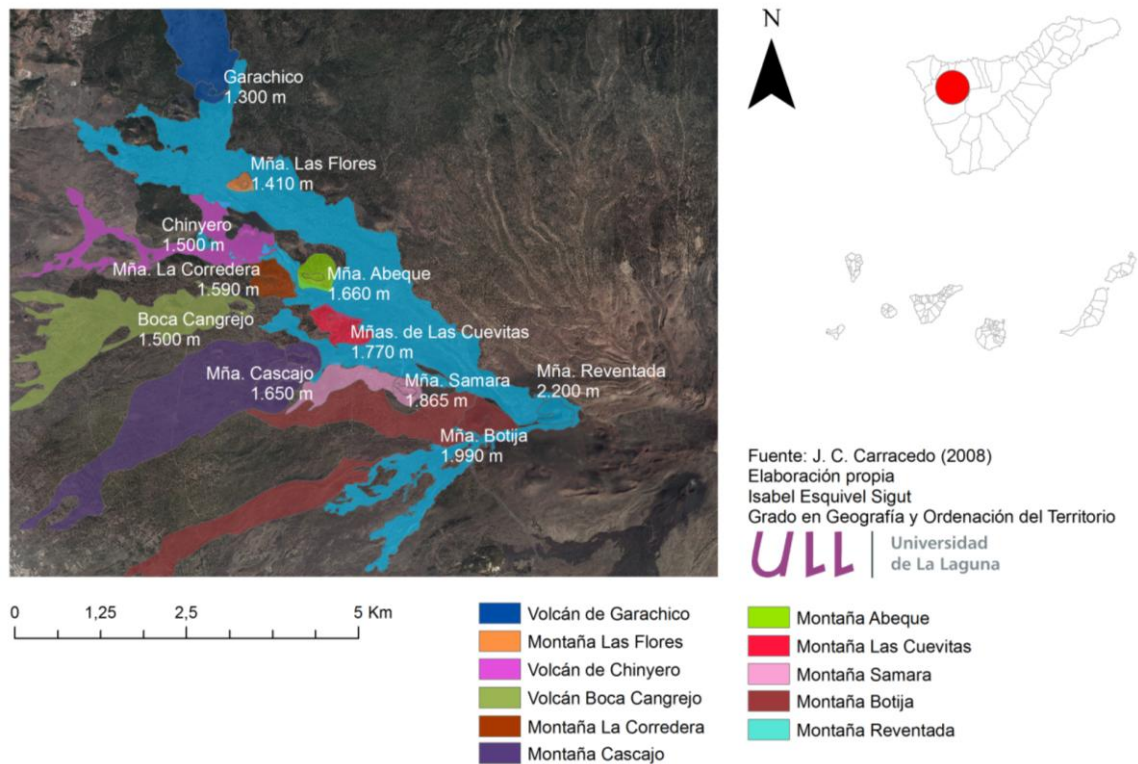 N
Garachico
1.300 m
Mña. Las Flores
1.410 m
Chinyero
1.500 m
Mña. La Corredera
1.590 m
Mña. Abeque
1.660 m
Boca Cangrejo
1.500 m
Mñas. de Las Cuevitas
1.770 m
Mña. Cascajo
1.650 m
Mña. Samara
1.865 m
Mña. Reventada
2.200 m
Mña. Botija
1.990 m
Fuente: J. C. Carracedo (2008)
Elaboración propia
Isabel Esquivel Sigut
Grado en Geografía y Ordenación del Territorio
ULL
Universidad
de La Laguna
0 1,25 2,5 5 Km
Volcán de Garachico
Montaña Las Flores
Volcán de Chinyero
Volcán Boca Cangrejo
Montaña La Corredera
Montaña Cascajo
Montaña Abeque
Montaña Las Cuevitas
Montaña Samara
Montaña Botija
Montaña Reventada